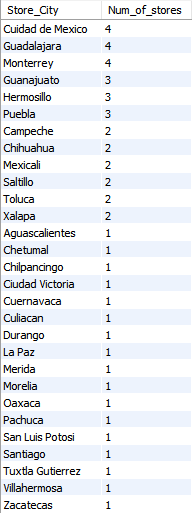 Store_City Num_of_stores
Cuidad de Mexico 4
Guadalajara 4
Monterrey 4
Guanajuato 3
Hermosillo 3
Puebla 3
Campeche 2
Chihuahua 2
Mexicali 2
Saltillo 2
Toluca 2
Xalapa 2
Aguascalientes 1
Chetumal 1
Chilpancingo 1
Ciudad Victoria 1
Cuernavaca 1
Culiacan 1
Durango 1
La Paz 1
Merida 1
Morelia 1
Oaxaca 1
Pachuca 1
San Luis Potosi 1
Santiago 1
Tuxtla Gutierrez 1
Villahermosa 1
Zacatecas 1